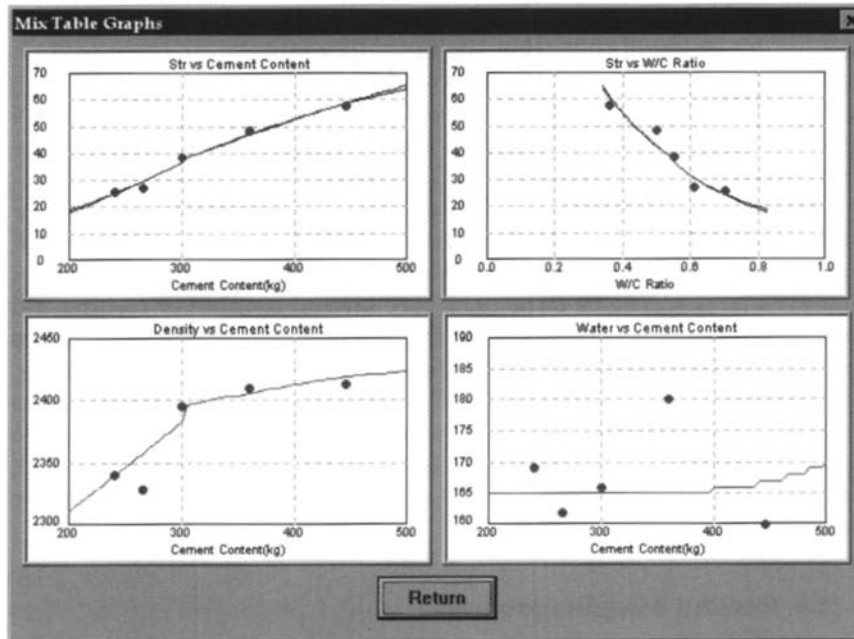 Mix Table Graphs
x
Str vs Cement Content
70
60
50
40
30
20
10
0
200 300 400 500
Cement Content(kg)
Str vs W/C Ratio
70
60
50
40
30
20
10
0
0.0 0.2 0.4 0.6 0.8 1.0
W/C Ratio
Density vs Cement Content
2450
2400
2350
2300
200 300 400 500
Cement Content(kg)
Water vs Cement Content
190
185
180
175
170
165
160
200 300 400 500
Cement Content(kg)
Return